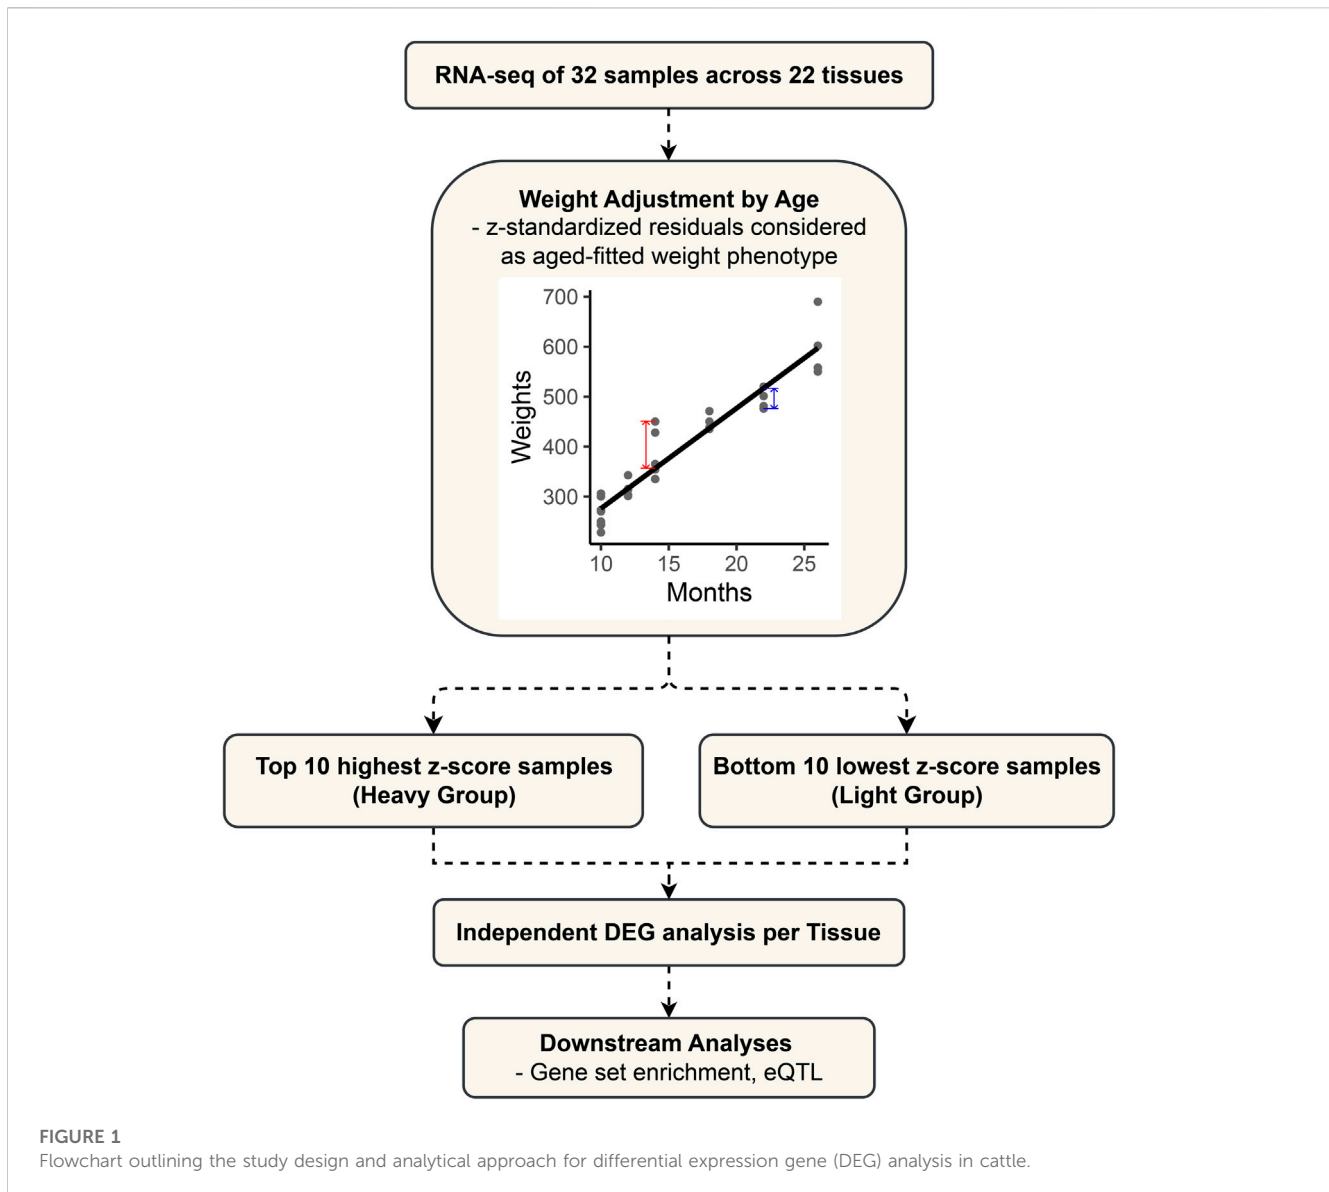 RNA-seq of 32 samples across 22 tissues
Weight Adjustment by Age
- z-standardized residuals considered
as aged-fitted weight phenotype
700
600
500
400
300
Weights
10 15 20 25
Months
Top 10 highest z-score samples
(Heavy Group)
Bottom 10 lowest z-score samples
(Light Group)
Independent DEG analysis per Tissue
Downstream Analyses
- Gene set enrichment, eQTL
FIGURE 1
Flowchart outlining the study design and analytical approach for differential expression gene (DEG) analysis in cattle.